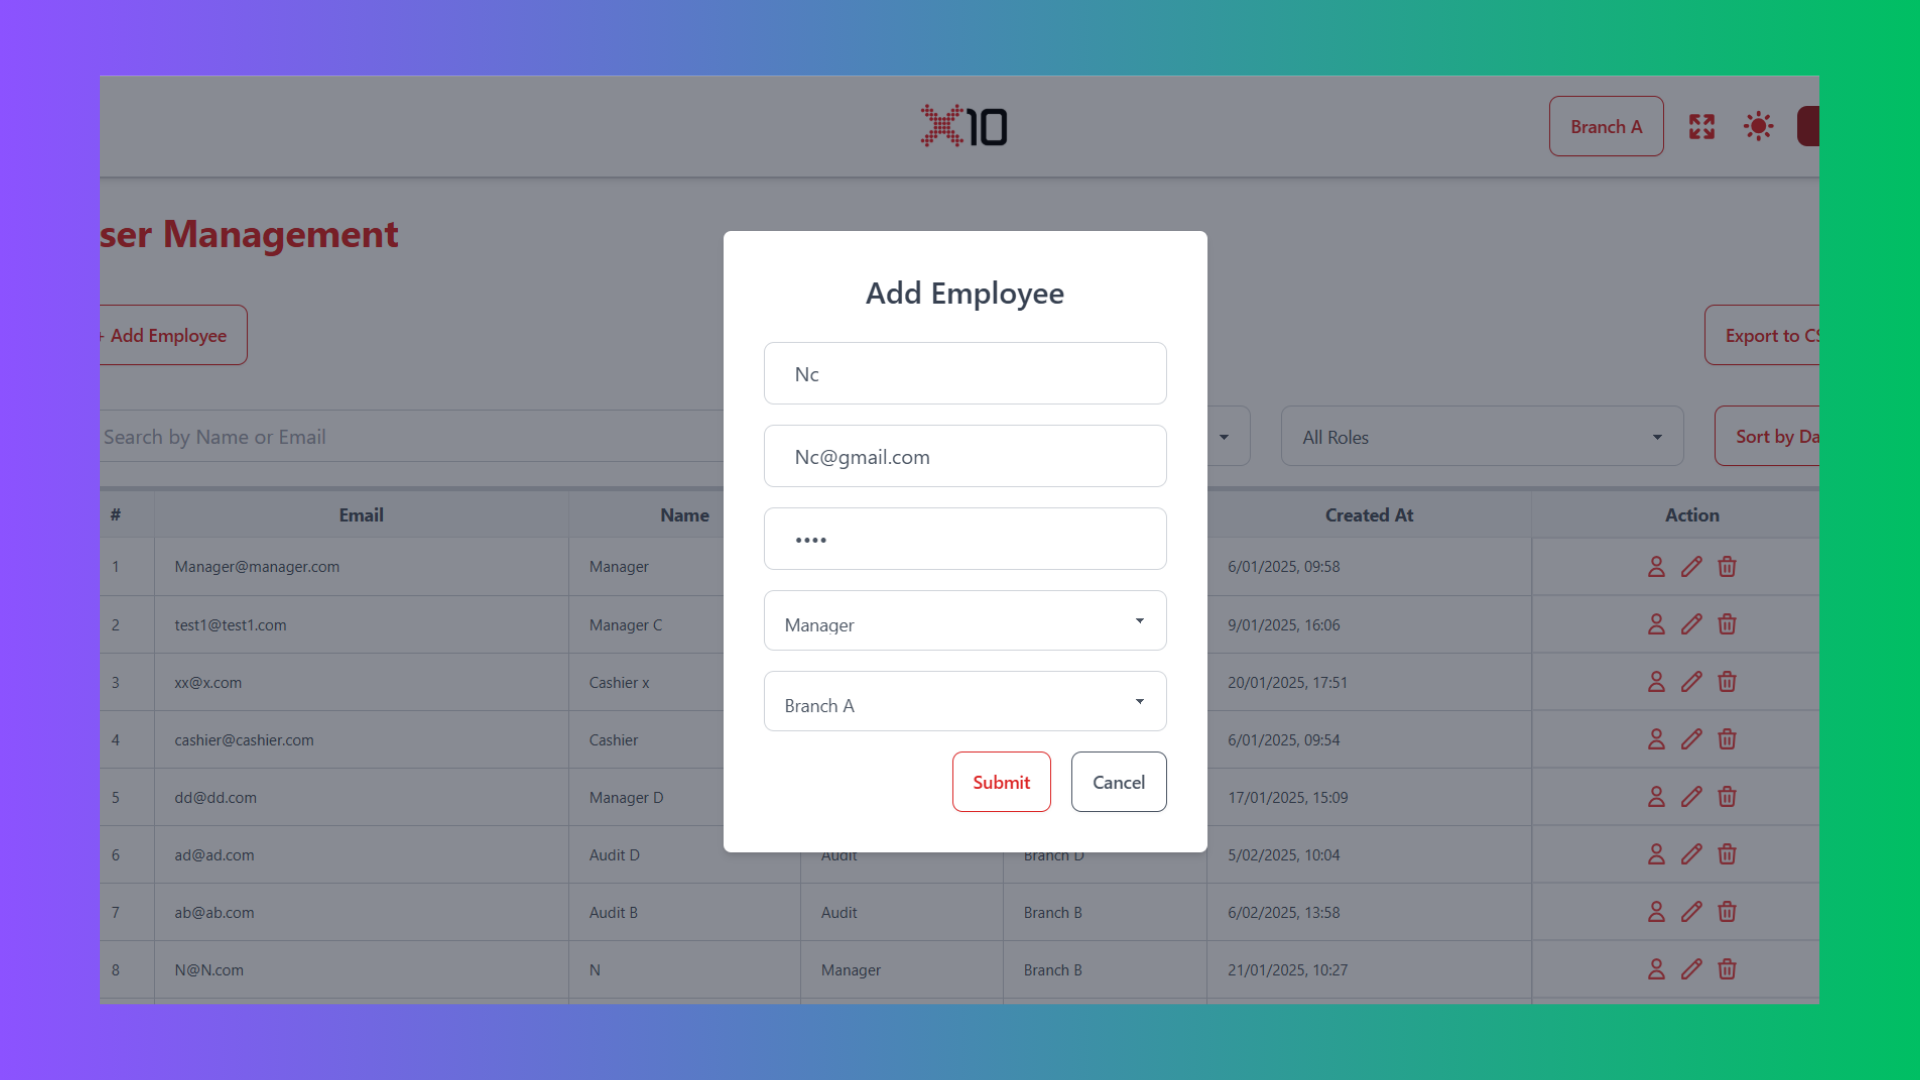 X10
Branch A
ser Management
+ Add Employee
Export to CS
Search by Name or Email
All Roles
Sort by Da
# Email Name Created At Action
1 Manager@manager.com Manager 6/01/2025, 09:58
2 test1@test1.com Manager C 9/01/2025, 16:06
3 xx@x.com Cashier x 20/01/2025, 17:51
4 cashier@cashier.com Cashier 6/01/2025, 09:54
5 dd@dd.com Manager D 17/01/2025, 15:09
6 ad@ad.com Audit D Audit Branch D 5/02/2025, 10:04
7 ab@ab.com Audit B Audit Branch B 6/02/2025, 13:58
8 N@N.com N Manager Branch B 21/01/2025, 10:27
Add Employee
Nc
Nc@gmail.com
••••
Manager
Branch A
Submit Cancel